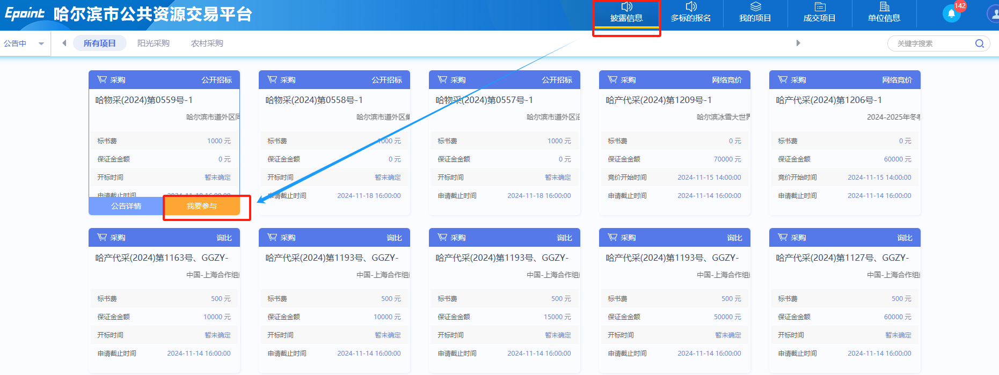 Epoint 哈尔滨市公共资源交易平台
披露信息 多标的报名 我的项目 成交项目 单位信息 142
公告中 所有项目 阳光采购 农村采购 关键字搜索
采购 公开招标 采购 公开招标 采购 公开招标 采购 网络竞价 采购 网络竞价
哈物采(2024)第0559号-1 哈物采(2024)第0558号-1 哈物采(2024)第0557号-1 哈产代采(2024)第1209号-1 哈产代采(2024)第1206号-1
哈尔滨市道外区 哈尔滨市道外区 哈尔滨市道外区 哈尔滨冰雪大世界 2024-2025年冬季
标书费 1000 元 标书费 1000 元 标书费 1000 元 标书费 0 元 标书费 0 元
保证金金额 0 元 保证金金额 0 元 保证金金额 0 元 保证金金额 70000 元 保证金金额 60000 元
开标时间 暂未确定 开标时间 暂未确定 开标时间 暂未确定 竞价开始时间 2024-11-15 14:00:00 竞价开始时间 2024-11-15 14:00:00
申请截止时间 2024-11-18 16:00:00 申请截止时间 2024-11-18 16:00:00 申请截止时间 2024-11-18 16:00:00 申请截止时间 2024-11-14 16:00:00 申请截止时间 2024-11-14 16:00:00
公告详情 我要参与
采购 询比 采购 询比 采购 询比 采购 询比 采购 询比
哈产代采(2024)第1163号、GGZY- 哈产代采(2024)第1193号、GGZY- 哈产代采(2024)第1193号、GGZY- 哈产代采(2024)第1193号、GGZY- 哈产代采(2024)第1127号、GGZY-
中国-上海合作组 中国-上海合作组 中国-上海合作组 中国-上海合作组 中国-上海合作组
标书费 500 元 标书费 500 元 标书费 500 元 标书费 500 元 标书费 500 元
保证金金额 10000 元 保证金金额 10000 元 保证金金额 15000 元 保证金金额 50000 元 保证金金额 60000 元
开标时间 暂未确定 开标时间 暂未确定 开标时间 暂未确定 开标时间 暂未确定 开标时间 暂未确定
申请截止时间 2024-11-14 16:00:00 申请截止时间 2024-11-14 16:00:00 申请截止时间 2024-11-14 16:00:00 申请截止时间 2024-11-14 16:00:00 申请截止时间 2024-11-14 16:00:00